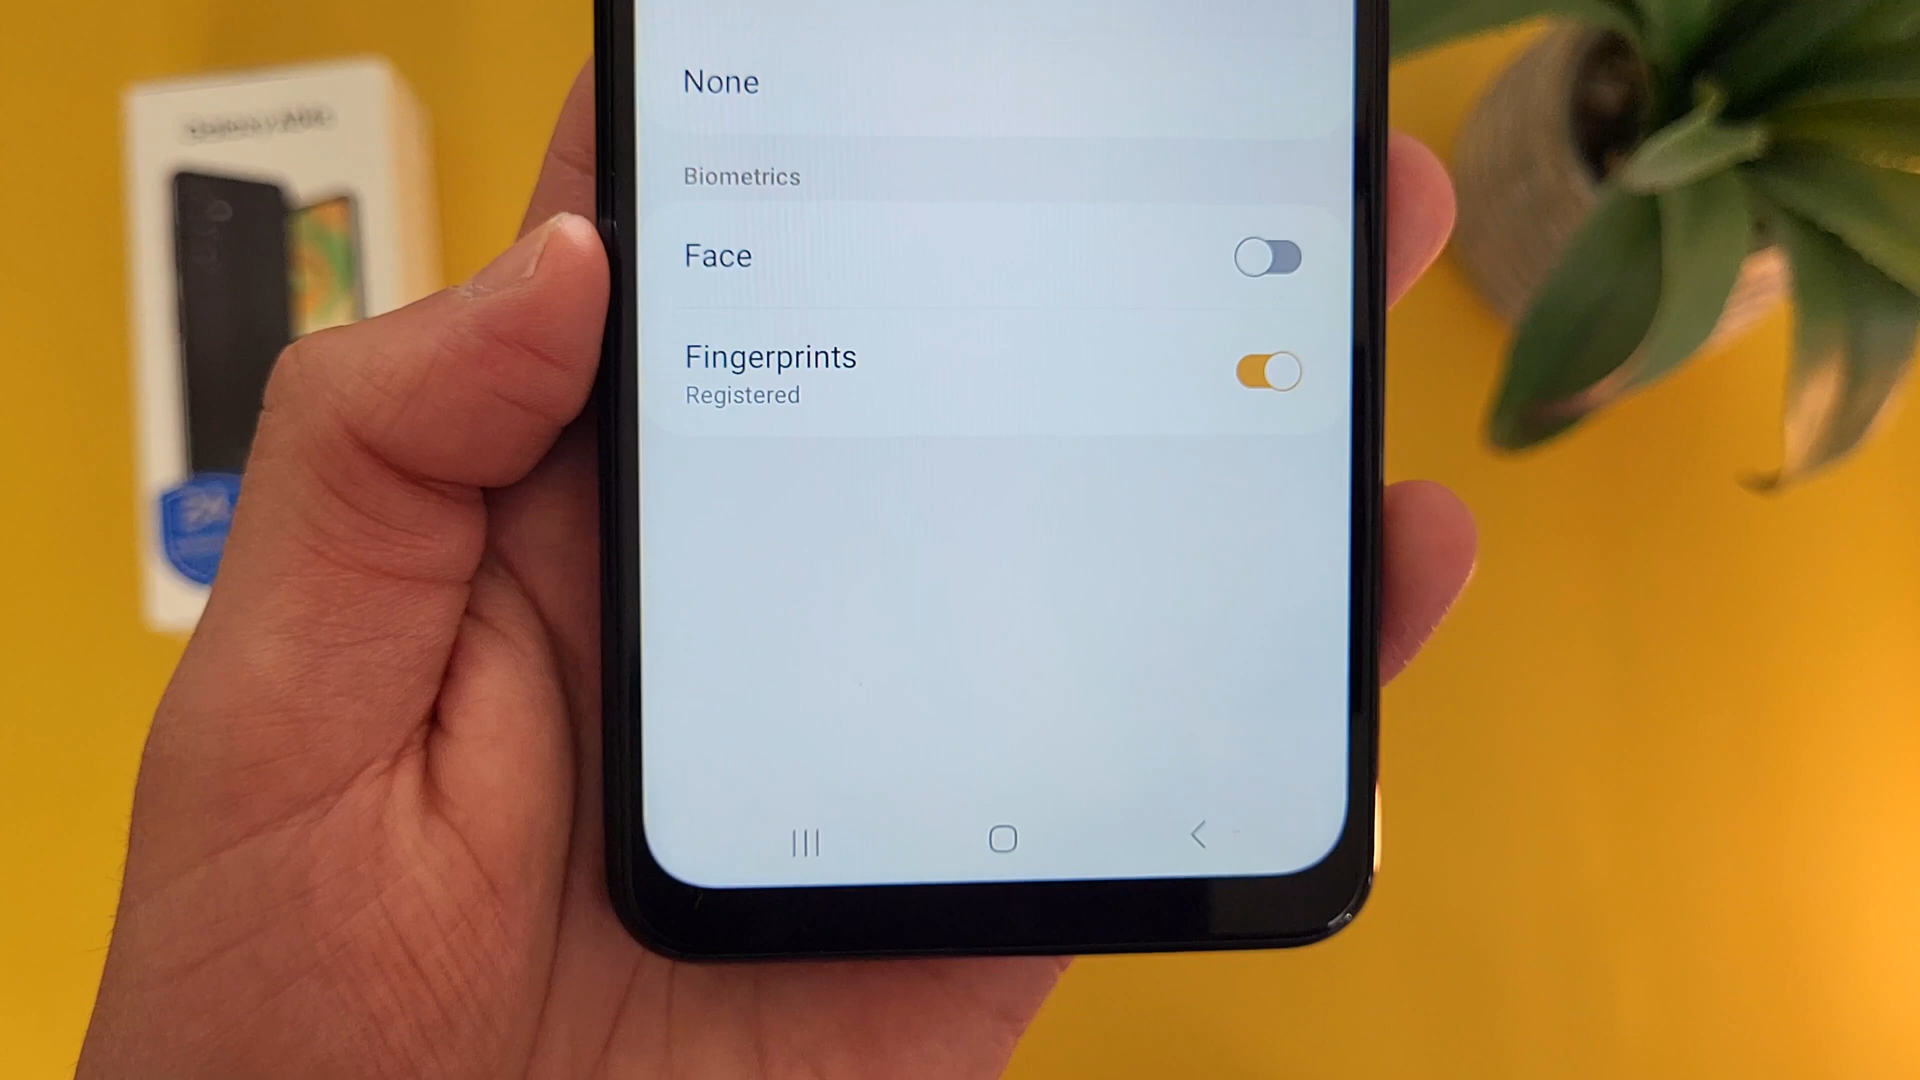 None
Biometrics
Face
Fingerprints
Registered